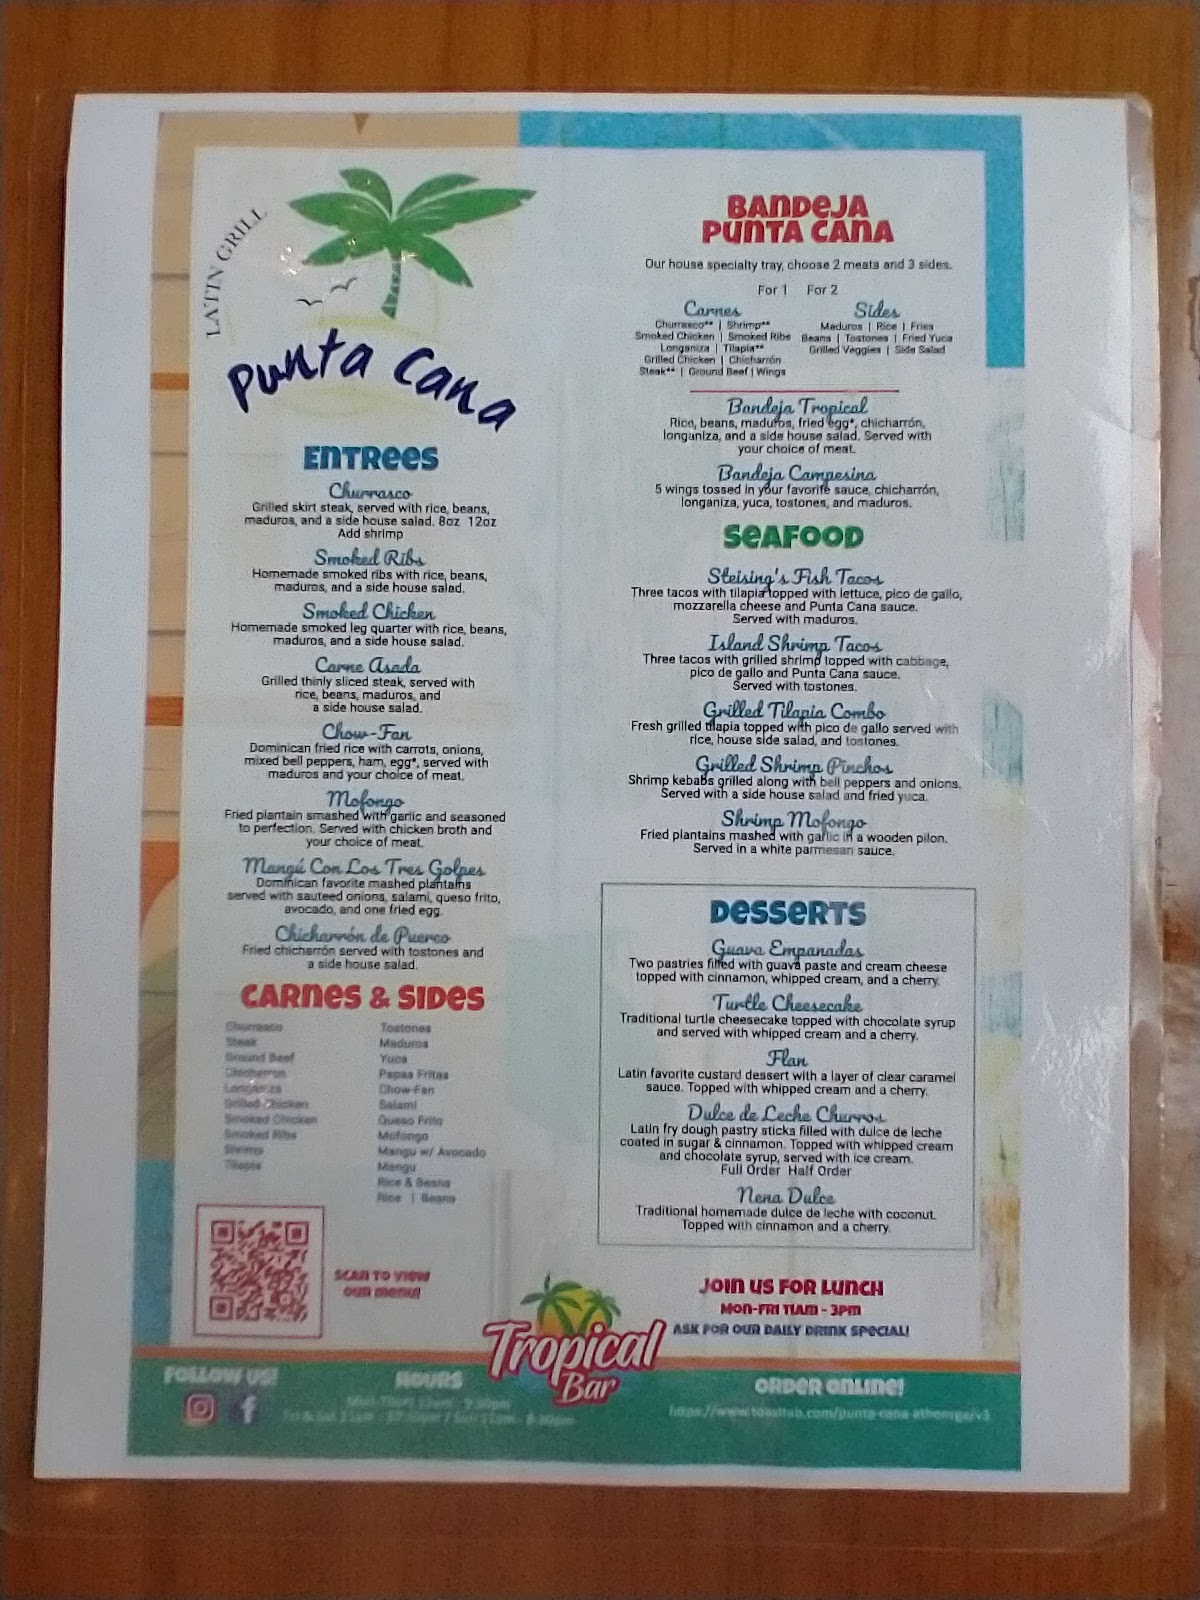 LATIN GRILL
Punta Cana
ENTREES
Churrasco
Grilled skirt steak, served with rice, beans,
maduros, and a side house salad. 8oz 12oz
Add shrimp
Smoked Ribs
Homemade smoked ribs with rice, beans,
maduros, and a side house salad.
Smoked Chicken
Homemade smoked leg quarter with rice, beans,
maduros, and a side house salad.
Carne Asada
Grilled thinly sliced steak, served with
rice, beans, maduros, and
a side house salad.
Chow-Fan
Dominican fried rice with carrots, onions,
mixed bell peppers, ham, egg*, served with
maduros and your choice of meat.
Mofongo
Fried plantain smashed with garlic and seasoned
to perfection. Served with chicken broth and
your choice of meat.
Mangú Con Los Tres Golpes
Dominican favorite mashed plantains
served with sauteed onions, salami, queso frito,
avocado, and one fried egg.
Chicharrón de Puerco
Fried chicharrón served with tostones and
a side house salad.
CARNES & SIDES
Churrasco
Steak
Ground Beef
Chicharron
Longaniza
Grilled Chicken
Smoked Chicken
Smoked Ribs
Shrimp
Tilapia
Tostones
Maduros
Yuca
Papas Fritas
Chow-Fan
Salami
Queso Frito
Mofongo
Mangu w/ Avocado
Mangu
Rice & Beans
Rice | Beans
SCAN TO VIEW
OUR MENU!
BANDEJA
PUNTA CANA
Our house specialty tray, choose 2 meats and 3 sides.
For 1 For 2
Carnes
Churrasco** | Shrimp**
Smoked Chicken | Smoked Ribs
Longaniza | Tilapia**
Grilled Chicken | Chicharrón
Steak** | Ground Beef | Wings
Sides
Maduros | Rice | Fries
Beans | Tostones | Fried Yuca
Grilled Veggies | Side Salad
Bandeja Tropical
Rice, beans, maduros, fried egg*, chicharrón,
longaniza, and a side house salad. Served with
your choice of meat.
Bandeja Campesina
5 wings tossed in your favorite sauce, chicharrón,
longaniza, yuca, tostones, and maduros.
SEAFOOD
Steising's Fish Tacos
Three tacos with tilapia topped with lettuce, pico de gallo,
mozzarella cheese and Punta Cana sauce.
Served with maduros.
Island Shrimp Tacos
Three tacos with grilled shrimp topped with cabbage,
pico de gallo and Punta Cana sauce.
Served with tostones.
Grilled Tilapia Combo
Fresh grilled tilapia topped with pico de gallo served with
rice, house side salad, and tostones.
Grilled Shrimp Pinchos
Shrimp kebabs grilled along with bell peppers and onions.
Served with a side house salad and fried yuca.
Shrimp Mofongo
Fried plantains mashed with garlic in a wooden pilon.
Served in a white parmesan sauce.
DESSERTS
Guava Empanadas
Two pastries filled with guava paste and cream cheese
topped with cinnamon, whipped cream, and a cherry.
Turtle Cheesecake
Traditional turtle cheesecake topped with chocolate syrup
and served with whipped cream and a cherry.
Flan
Latin favorite custard dessert with a layer of clear caramel
sauce. Topped with whipped cream and a cherry.
Dulce de Leche Churros
Latin fry dough pastry sticks filled with dulce de leche
coated in sugar & cinnamon. Topped with whipped cream
and chocolate syrup, served with ice cream.
Full Order Half Order
Nena Dulce
Traditional homemade dulce de leche with coconut.
Topped with cinnamon and a cherry.
JOIN US FOR LUNCH
MON-FRI 11AM - 3PM
ASK FOR OUR DAILY DRINK SPECIAL!
Tropical
Bar
FOLLOW US!
HOURS
ORDER ONLINE!
https://www.toasttab.com/punta-cana-athensga/v3